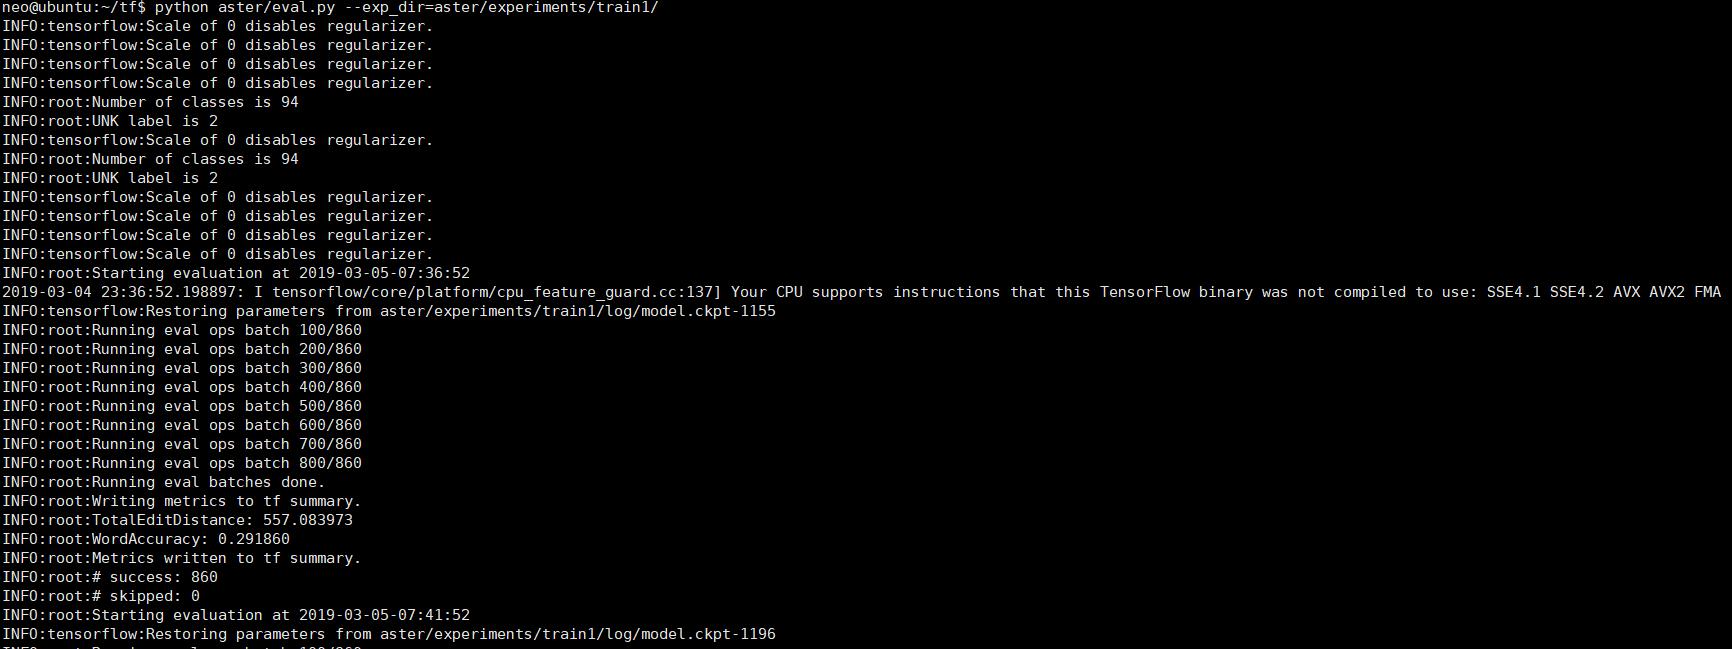 neo@ubuntu:~/tf$ python aster/eval.py --exp_dir=aster/experiments/train1/
INFO:tensorflow:Scale of 0 disables regularizer.
INFO:tensorflow:Scale of 0 disables regularizer.
INFO:tensorflow:Scale of 0 disables regularizer.
INFO:tensorflow:Scale of 0 disables regularizer.
INFO:root:Number of classes is 94
INFO:root:UNK label is 2
INFO:tensorflow:Scale of 0 disables regularizer.
INFO:root:Number of classes is 94
INFO:root:UNK label is 2
INFO:tensorflow:Scale of 0 disables regularizer.
INFO:tensorflow:Scale of 0 disables regularizer.
INFO:tensorflow:Scale of 0 disables regularizer.
INFO:tensorflow:Scale of 0 disables regularizer.
INFO:root:Starting evaluation at 2019-03-05-07:36:52
2019-03-04 23:36:52.198897: I tensorflow/core/platform/cpu_feature_guard.cc:137] Your CPU supports instructions that this TensorFlow binary was not compiled to use: SSE4.1 SSE4.2 AVX AVX2 FMA
INFO:tensorflow:Restoring parameters from aster/experiments/train1/log/model.ckpt-1155
INFO:root:Running eval ops batch 100/860
INFO:root:Running eval ops batch 200/860
INFO:root:Running eval ops batch 300/860
INFO:root:Running eval ops batch 400/860
INFO:root:Running eval ops batch 500/860
INFO:root:Running eval ops batch 600/860
INFO:root:Running eval ops batch 700/860
INFO:root:Running eval ops batch 800/860
INFO:root:Running eval batches done.
INFO:root:Writing metrics to tf summary.
INFO:root:TotalEditDistance: 557.083973
INFO:root:WordAccuracy: 0.291860
INFO:root:Metrics written to tf summary.
INFO:root:# success: 860
INFO:root:# skipped: 0
INFO:root:Starting evaluation at 2019-03-05-07:41:52
INFO:tensorflow:Restoring parameters from aster/experiments/train1/log/model.ckpt-1196